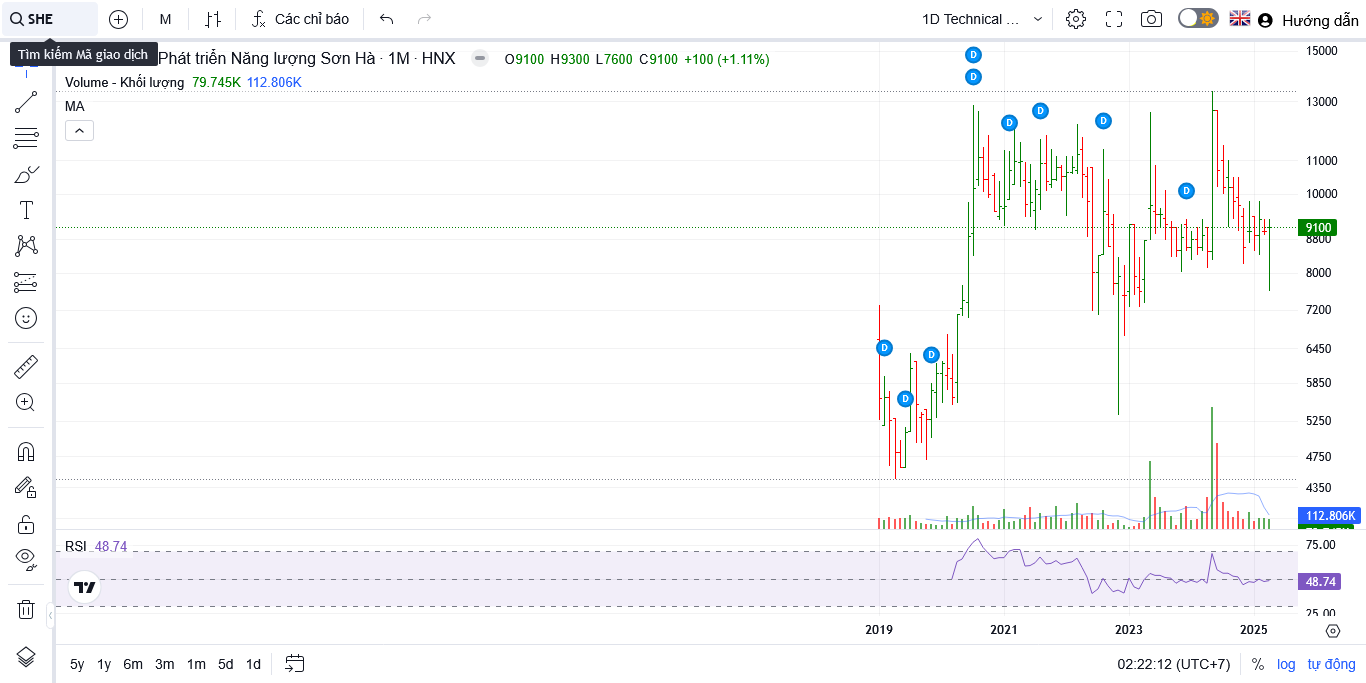 SHE
M
Các chỉ báo
1D Technical ...
Hướng dẫn
Tìm kiếm Mã giao dịch
Phát triển Năng lượng Sơn Hà · 1M · HNX
O9100 H9300 L7600 C9100 +100 (+1.11%)
Volume - Khối lượng 79.745K 112.806K
MA
D
D
D
D
D
D
D
D
D
15000
13000
11000
10000
9100
8800
8000
7200
6450
5850
5250
4750
4350
112.806K
RSI 48.74
75.00
48.74
25.00
2019 2021 2023 2025
5y 1y 6m 3m 1m 5d 1d
02:22:12 (UTC+7)
% log tự động